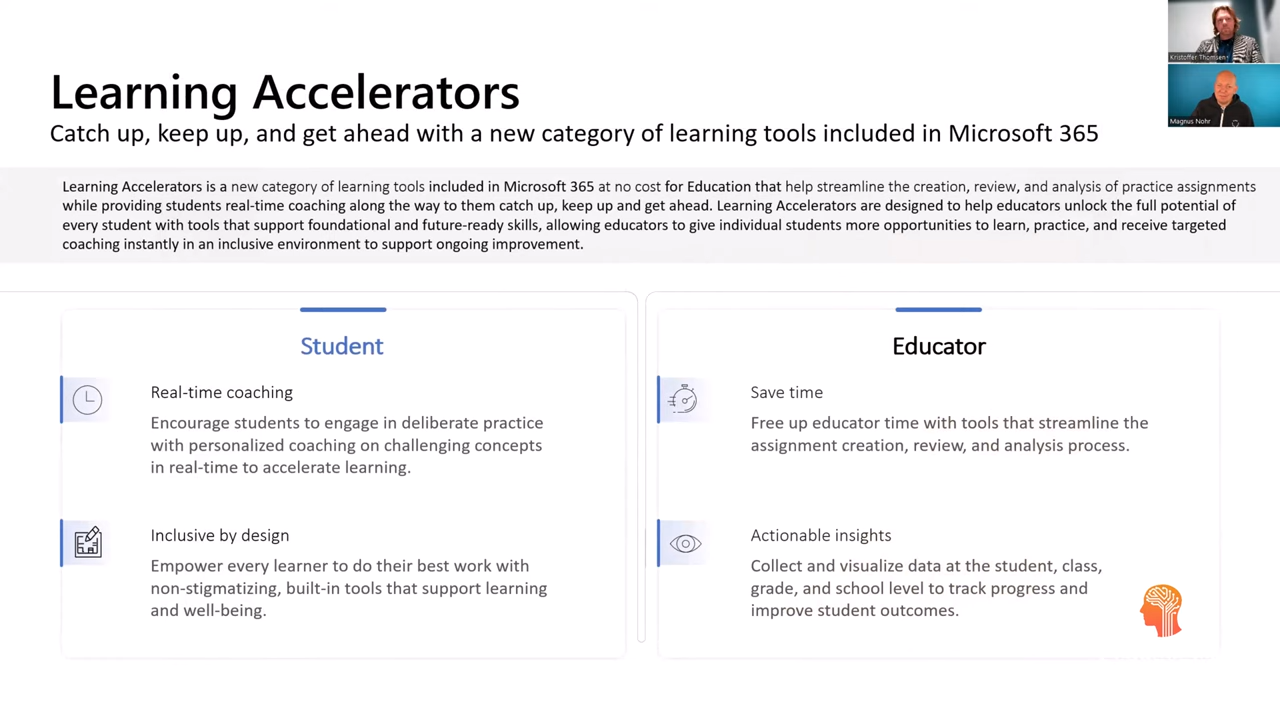 Learning Accelerators
Catch up, keep up, and get ahead with a new category of learning tools included in Microsoft 365
Kristoffer Thomsen
Magnus Nohr
Learning Accelerators is a new category of learning tools included in Microsoft 365 at no cost for Education that help streamline the creation, review, and analysis of practice assignments
while providing students real-time coaching along the way to them catch up, keep up and get ahead. Learning Accelerators are designed to help educators unlock the full potential of
every student with tools that support foundational and future-ready skills, allowing educators to give individual students more opportunities to learn, practice, and receive targeted
coaching instantly in an inclusive environment to support ongoing improvement.
Student
Real-time coaching
Encourage students to engage in deliberate practice
with personalized coaching on challenging concepts
in real-time to accelerate learning.
Inclusive by design
Empower every learner to do their best work with
non-stigmatizing, built-in tools that support learning
and well-being.
Educator
Save time
Free up educator time with tools that streamline the
assignment creation, review, and analysis process.
Actionable insights
Collect and visualize data at the student, class,
grade, and school level to track progress and
improve student outcomes.